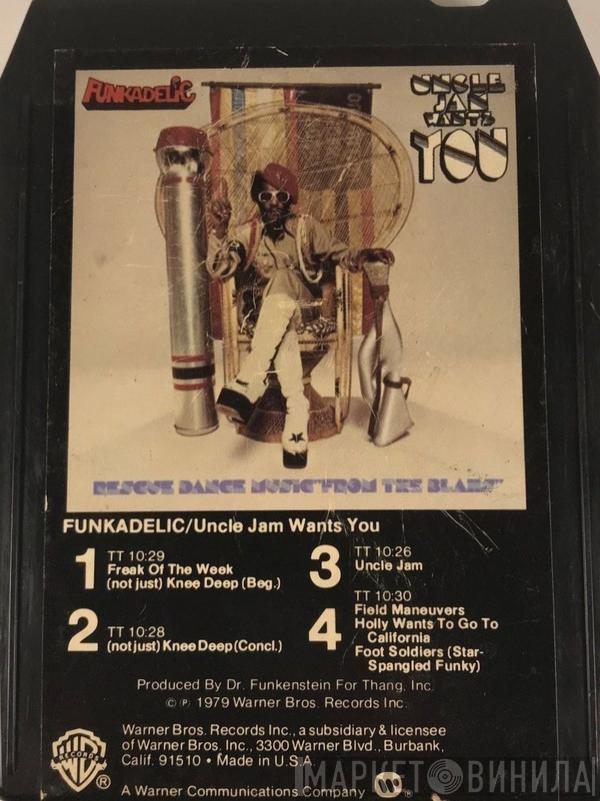 FUNKADELIC
UNCLE
JAM
WANTS
YOU
RESCUE DANCE MUSIC "FROM THE BLAHS"
FUNKADELIC/Uncle Jam Wants You
1 TT 10:29
Freak Of The Week
(not just) Knee Deep (Beg.)
2 TT 10:28
(not just) Knee Deep (Concl.)
3 TT 10:26
Uncle Jam
4 TT 10:30
Field Maneuvers
Holly Wants To Go To
California
Foot Soldiers (Star-
Spangled Funky)
Produced By Dr. Funkenstein For Thang, Inc.
© ℗ 1979 Warner Bros. Records Inc.
Warner Bros. Records Inc., a subsidiary & licensee
of Warner Bros. Inc., 3300 Warner Blvd., Burbank,
Calif. 91510 • Made in U.S.A.
WB RECORDS ®
A Warner Communications Company
МАРКЕТ ВИНИЛА